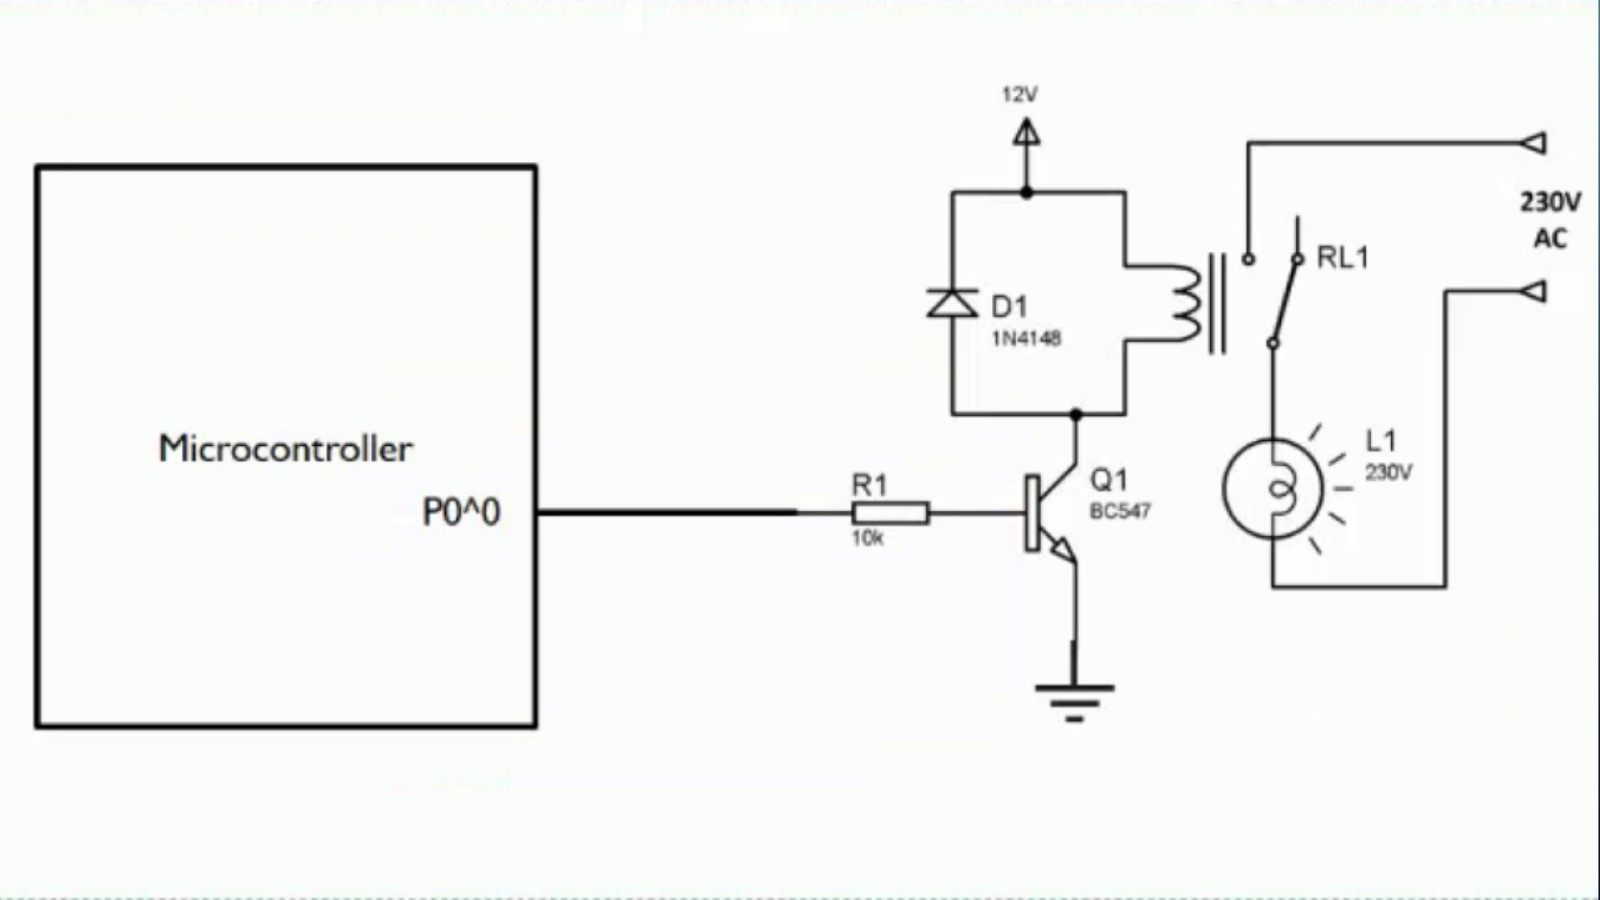 12V
230V
AC
RL1
D1
1N4148
Microcontroller
P0^0
R1
10k
Q1
BC547
L1
230V